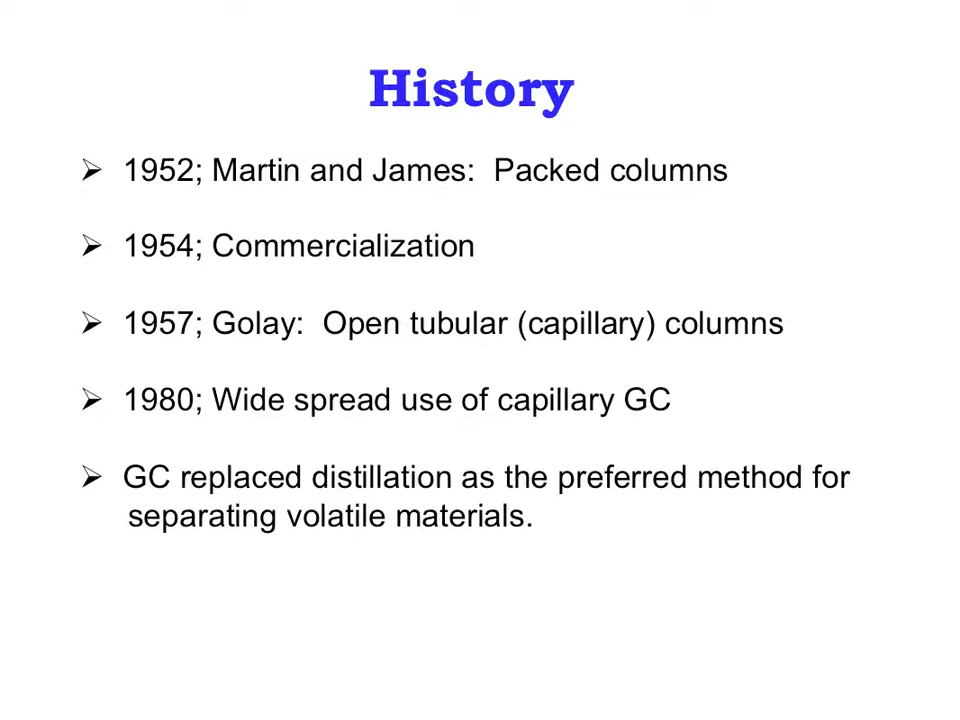 History
➢ 1952; Martin and James:  Packed columns
➢ 1954; Commercialization
➢ 1957; Golay:  Open tubular (capillary) columns
➢ 1980; Wide spread use of capillary GC
➢ GC replaced distillation as the preferred method for
separating volatile materials.